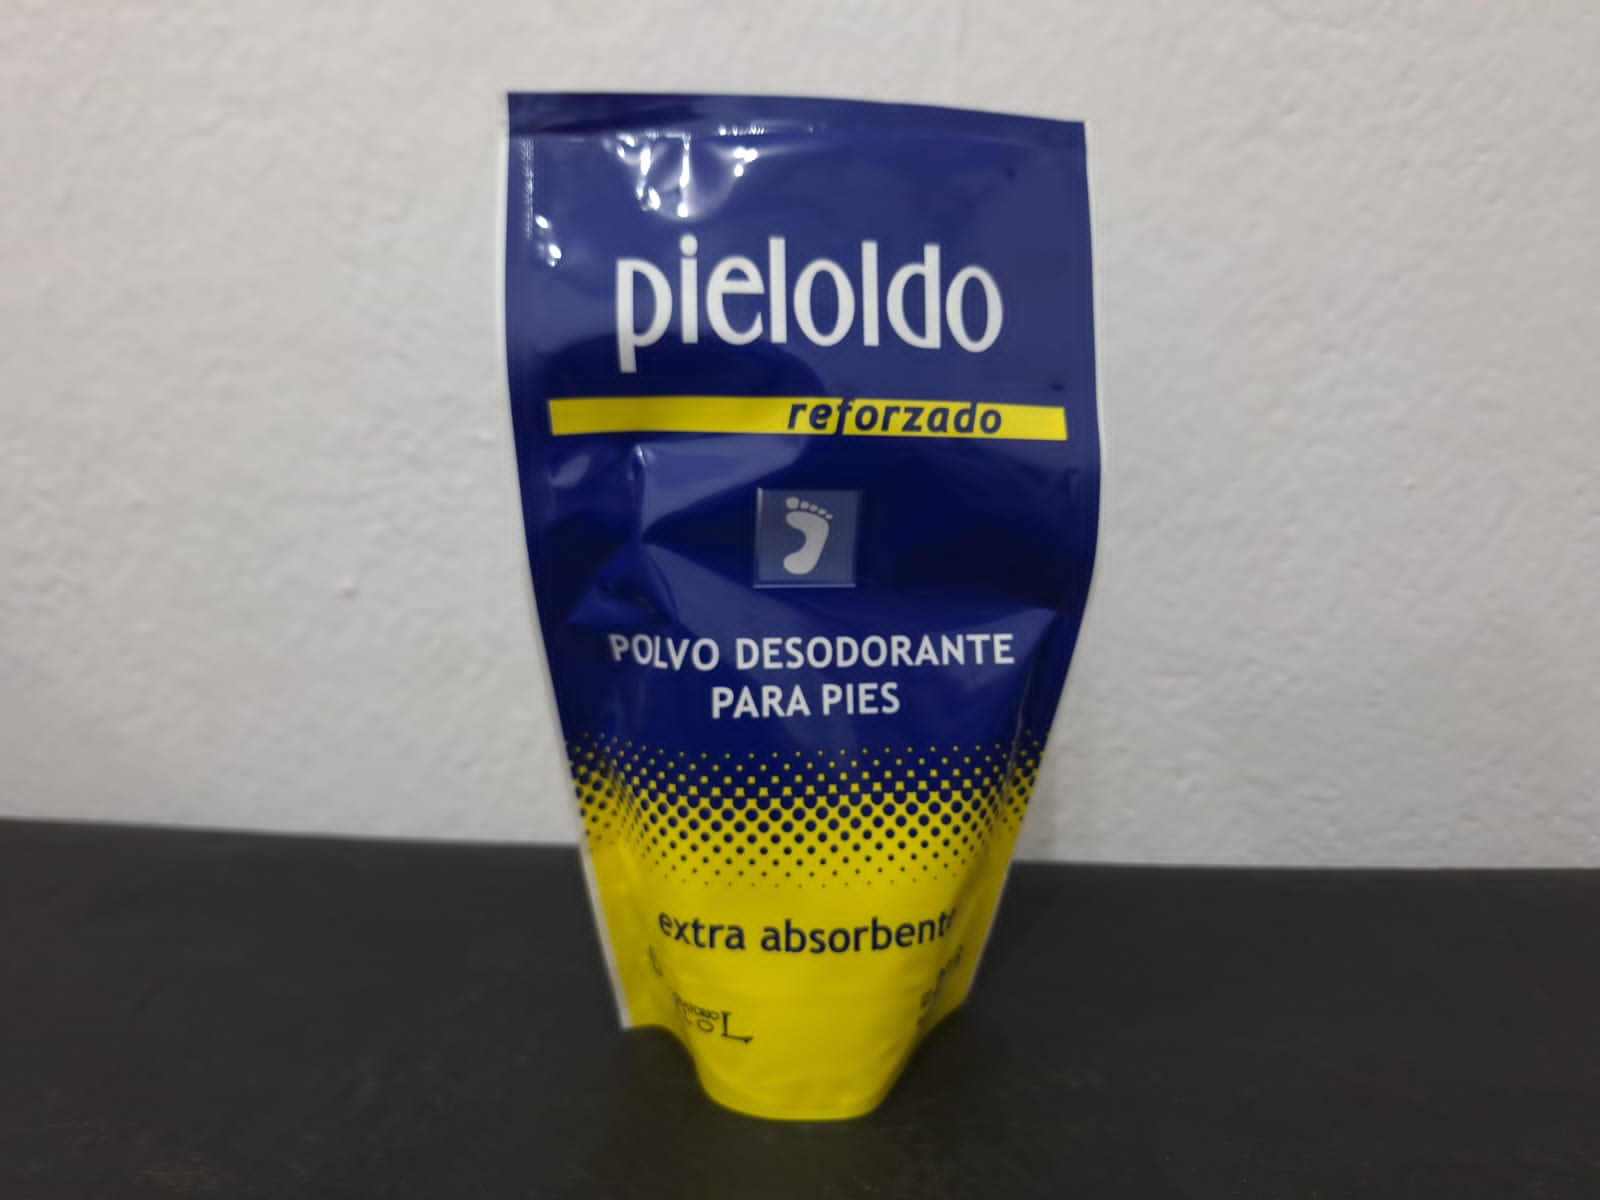 pieloldo
reforzado
POLVO DESODORANTE
PARA PIES
extra absorbente